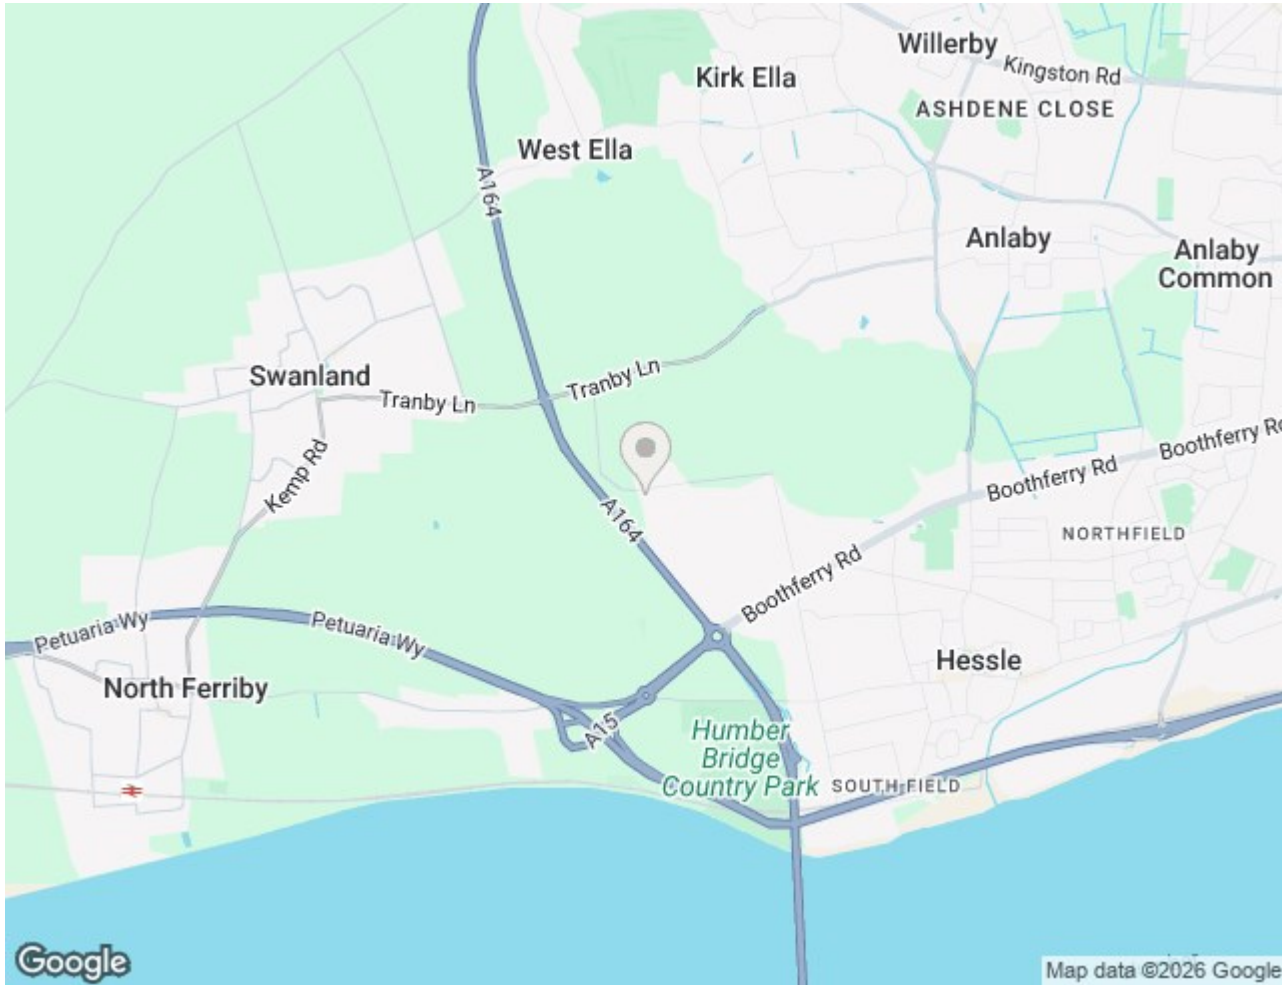 Willerby
Kingston Rd
Kirk Ella
ASHDENE CLOSE
West Ella
A164
Anlaby
Anlaby
Common
Swanland
Tranby Ln
Tranby Ln
Kemp Rd
Boothferry Rd
Boothferry Rd
A164
NORTHFIELD
Boothferry Rd
Petuaria Wy
Petuaria Wy
Hessle
North Ferriby
A15
Humber
Bridge
Country Park
SOUTH FIELD
Google
Map data ©2026 Google